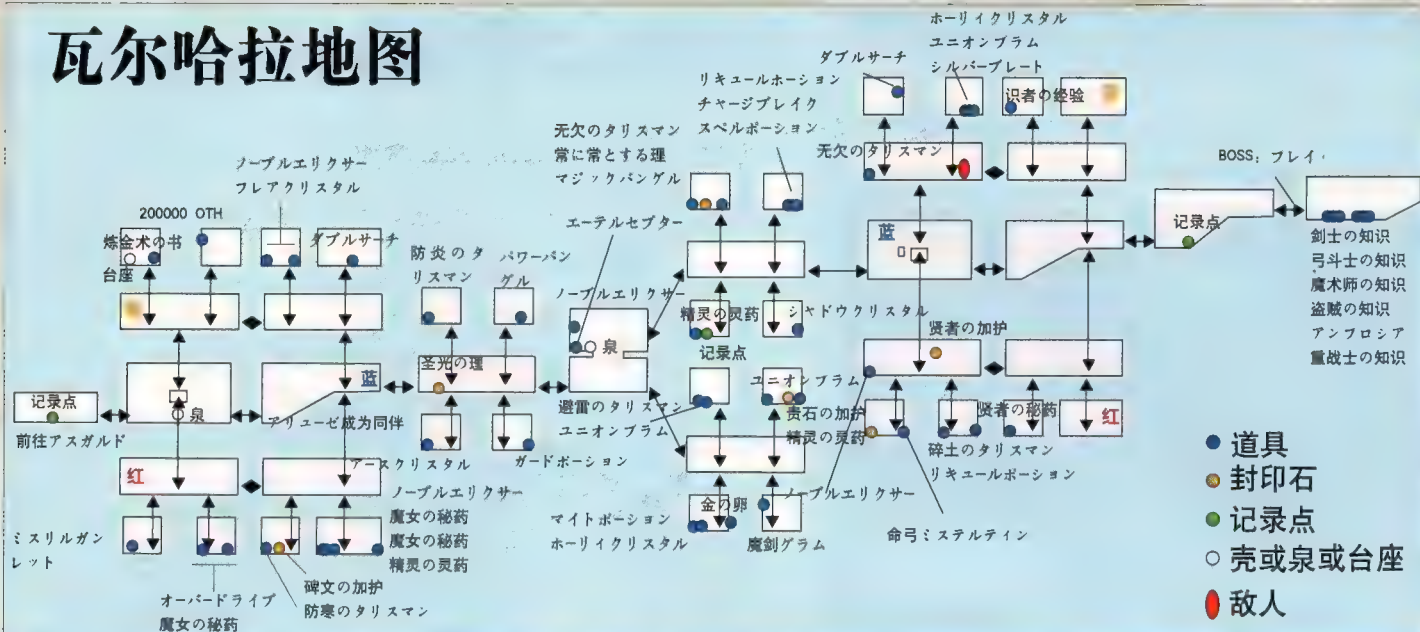 瓦尔哈拉地图
ホーリイクリスタル
ユニオンブラム
シルバーブレート
ダブルサーチ
识者の经验
リキュールホーション
チャージブレイク
スペルポーション
无欠のタリスマン
常に常とする理
マジックバングル
无欠のタリスマン
BOSS: フレイ
ノーブルエリクサー
フレアクリスタル
200000 OTH
炼金术の书
台座
ダブルサーチ
エーテルセプター
防炎のタ
リスマン
パワーバン
グル
ノーブルエリクサー
泉
蓝
记录点
剑士の知识
弓斗士の知识
魔术师の知识
盗贼の知识
アンブロシア
重战士の知识
精灵の灵药
记录点
シャドウクリスタル
贤者の加护
圣光の理
蓝
记录点
泉
前往アスガルド
アリューゼ成为同伴
避雷のタリスマン
ユニオンブラム
ユニオンブラム
贵石の加护
精灵の灵药
贤者の秘药
红
碎土のタリスマン
リキュールポーション
アースクリスタル
ガードポーション
红
ノーブルエリクサー
魔女の秘药
魔女の秘药
精灵の灵药
金の卵
ノーブルエリクサー
マイトポーション
ホーリイクリスタル
魔剑グラム
命弓ミステルティン
ミスリルガン
レット
碑文の加护
防寒のタリスマン
オーバードライブ
魔女の秘药
道具
封印石
记录点
壳或泉或台座
敌人